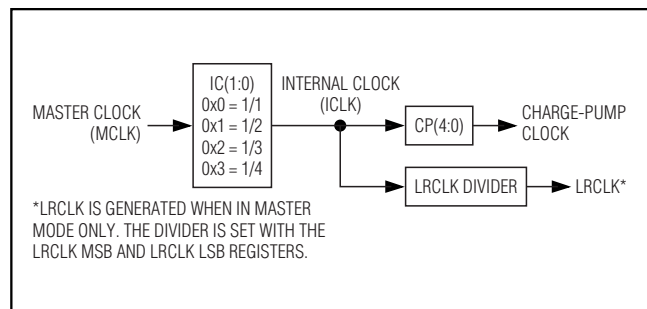 MASTER CLOCK
(MCLK)
IC(1:0)
0x0 = 1/1
0x1 = 1/2
0x2 = 1/3
0x3 = 1/4
INTERNAL CLOCK
(ICLK)
CP(4:0)
CHARGE-PUMP
CLOCK
LRCLK DIVIDER
LRCLK*
*LRCLK IS GENERATED WHEN IN MASTER
MODE ONLY. THE DIVIDER IS SET WITH THE
LRCLK MSB AND LRCLK LSB REGISTERS.